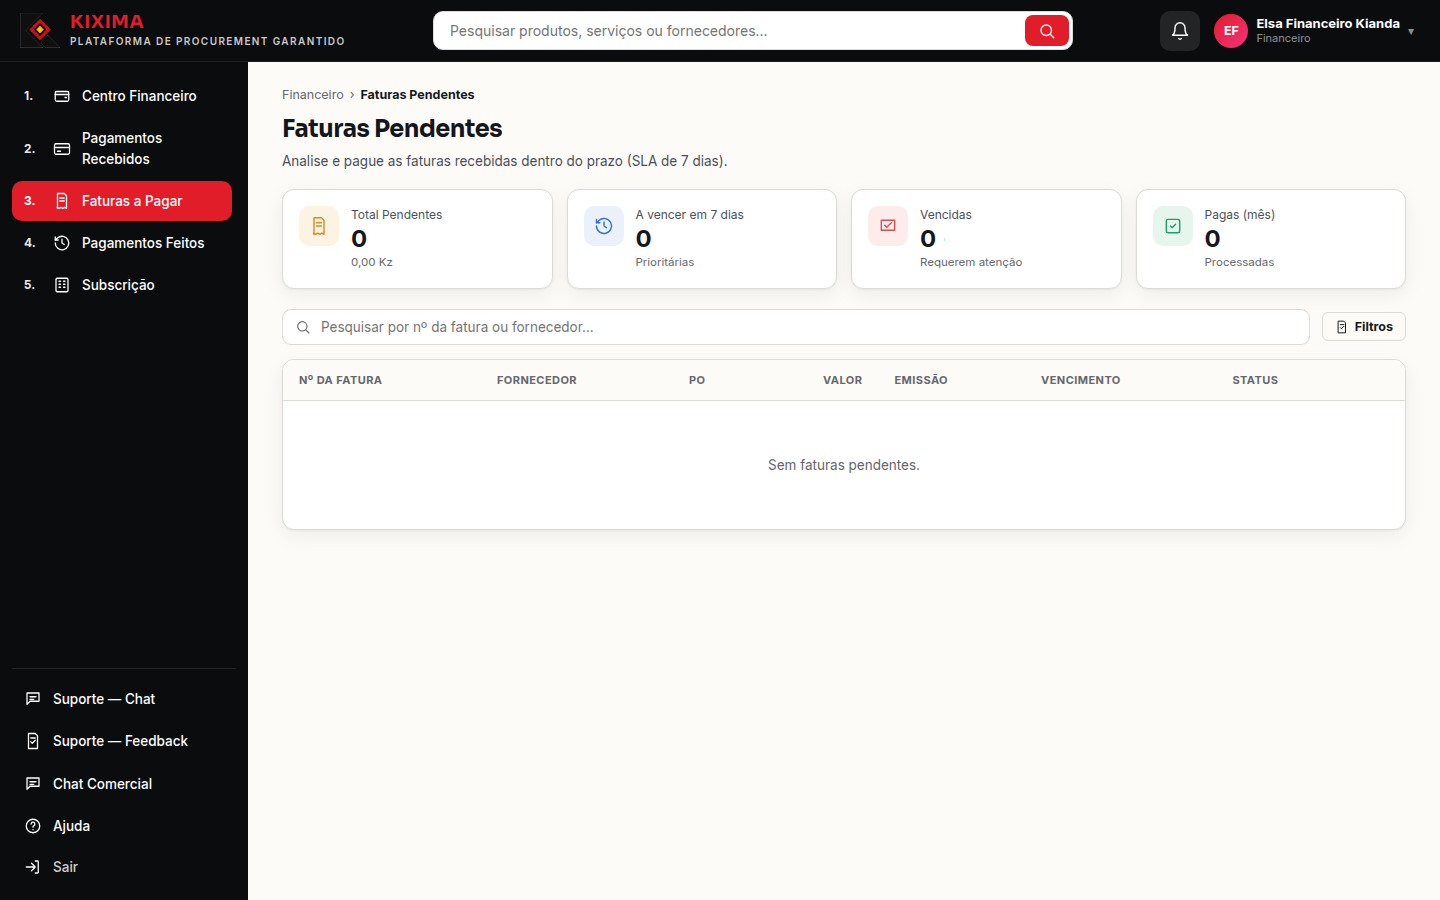 KIXIMA
PLATAFORMA DE PROCUREMENT GARANTIDO
Pesquisar produtos, serviços ou fornecedores...
EF
Elsa Financeiro Kianda
Financeiro
1. Centro Financeiro
2. Pagamentos
Recebidos
3. Faturas a Pagar
4. Pagamentos Feitos
5. Subscrição
Suporte — Chat
Suporte — Feedback
Chat Comercial
Ajuda
Sair
Financeiro › Faturas Pendentes
Faturas Pendentes
Analise e pague as faturas recebidas dentro do prazo (SLA de 7 dias).
Total Pendentes
0
0,00 Kz
A vencer em 7 dias
0
Prioritárias
Vencidas
0
Requerem atenção
Pagas (mês)
0
Processadas
Pesquisar por nº da fatura ou fornecedor...
Filtros
Nº DA FATURA FORNECEDOR PO VALOR EMISSÃO VENCIMENTO STATUS
Sem faturas pendentes.